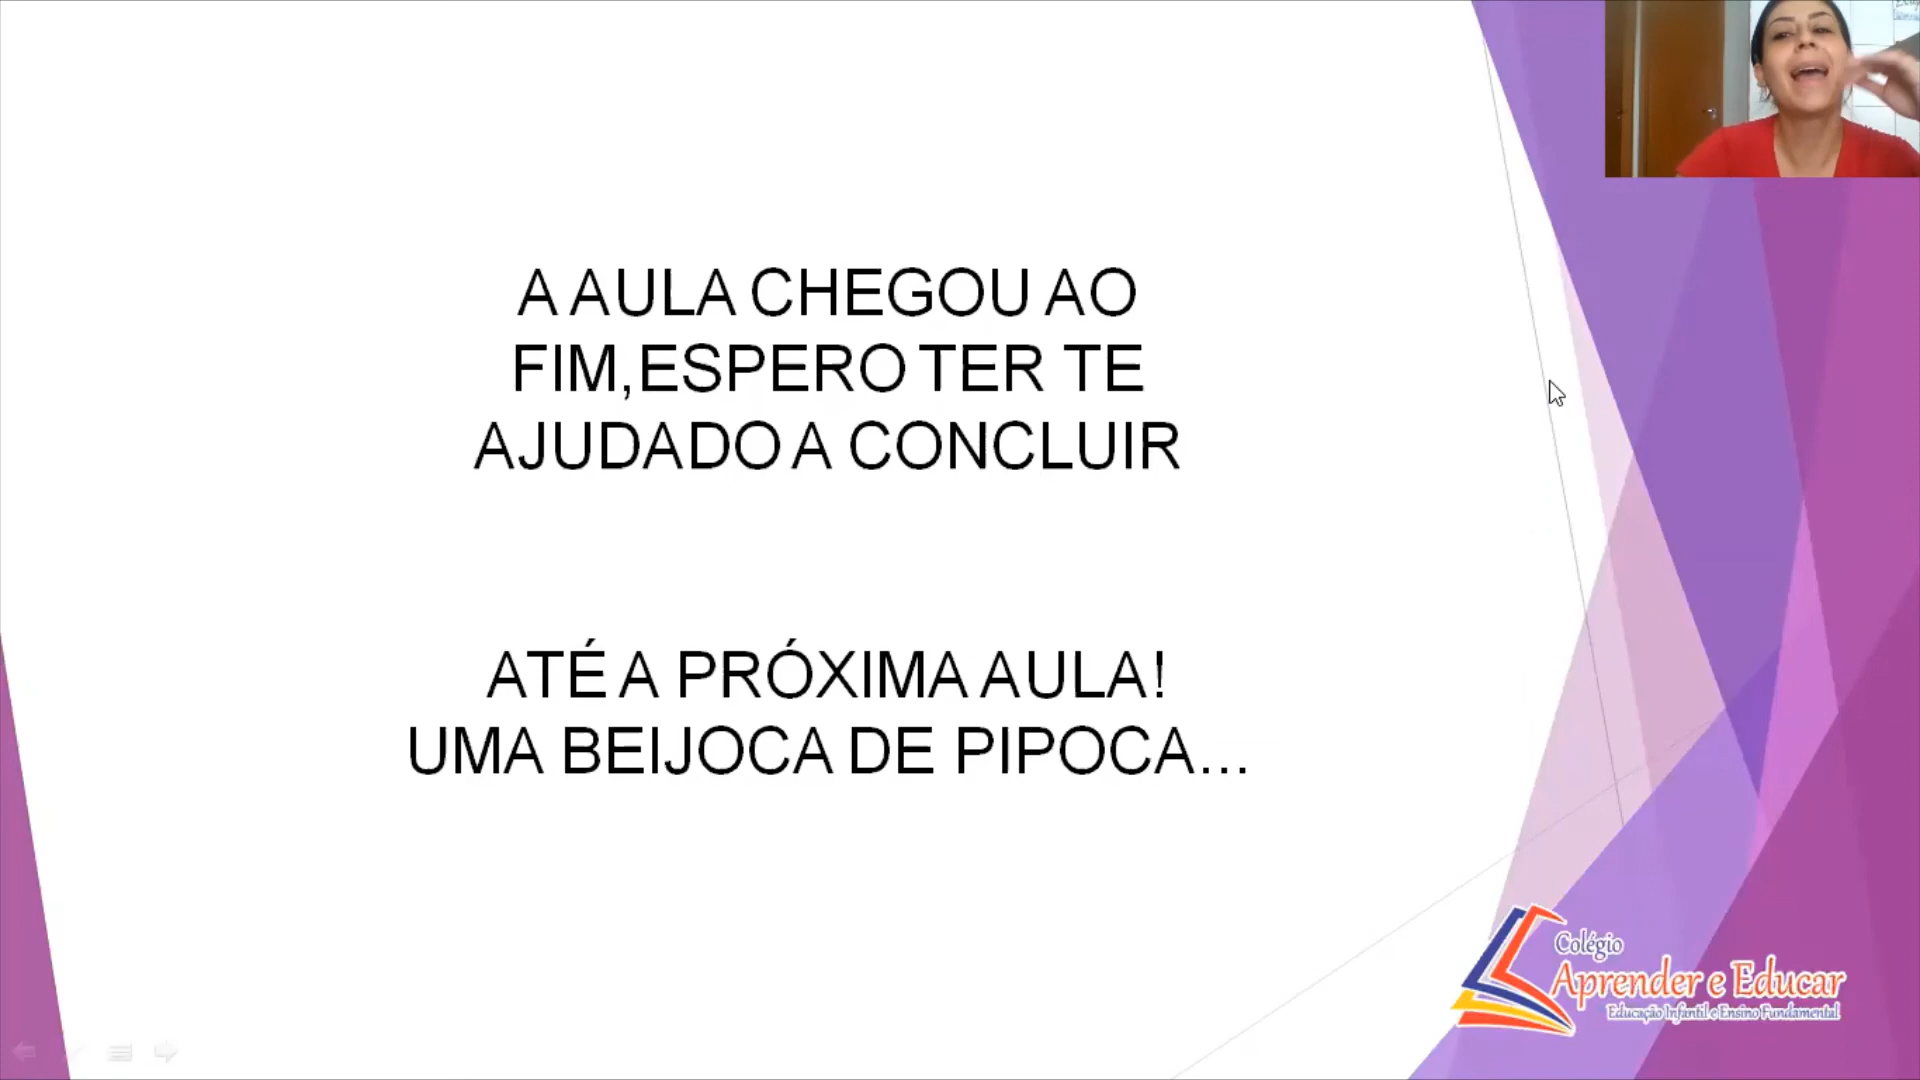 A AULA CHEGOU AO
FIM,ESPERO TER TE
AJUDADO A CONCLUIR
ATÉ A PRÓXIMA AULA!
UMA BEIJOCA DE PIPOCA...
Colégio
Aprender e Educar
Educação Infantil e Ensino Fundamental